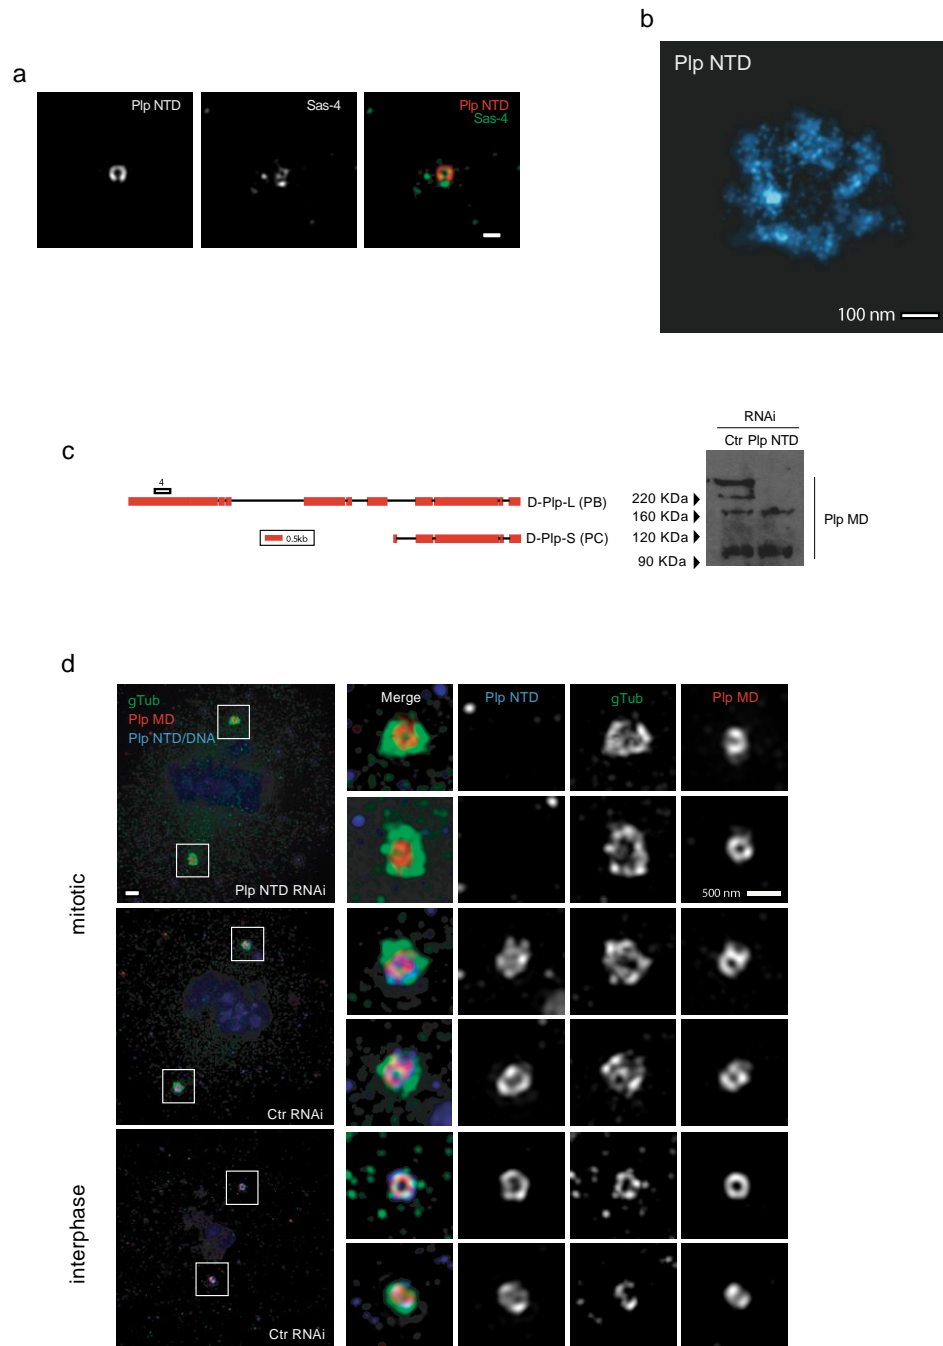 a
Plp NTD
Sas-4
Plp NTD
Sas-4
b
Plp NTD
100 nm
c
4
D-Plp-L (PB)
0.5kb
D-Plp-S (PC)
RNAi
Ctr Plp NTD
220 KDa
160 KDa
120 KDa
90 KDa
Plp MD
d
mitotic
interphase
gTub
Plp MD
Plp NTD/DNA
Plp NTD RNAi
Ctr RNAi
Ctr RNAi
Merge
Plp NTD
gTub
Plp MD
500 nm